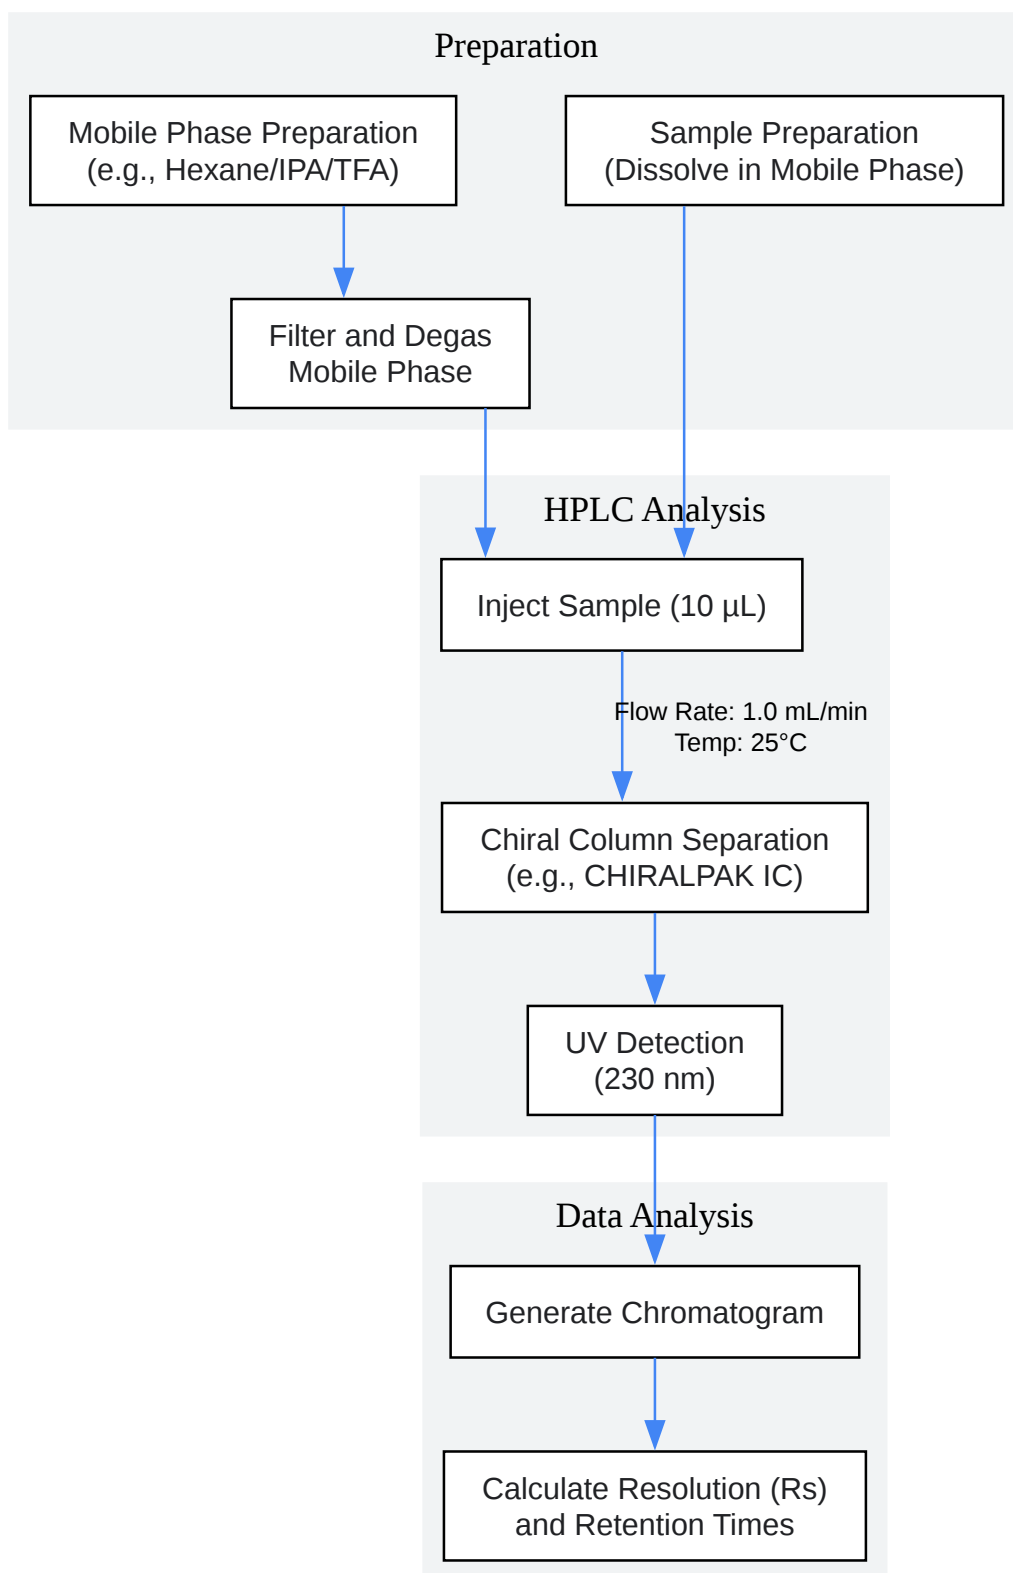 Preparation
Mobile Phase Preparation
(e.g., Hexane/IPA/TFA)
Sample Preparation
(Dissolve in Mobile Phase)
Filter and Degas
Mobile Phase
HPLC Analysis
Inject Sample (10 µL)
Flow Rate: 1.0 mL/min
Temp: 25°C
Chiral Column Separation
(e.g., CHIRALPAK IC)
UV Detection
(230 nm)
Data Analysis
Generate Chromatogram
Calculate Resolution (Rs)
and Retention Times